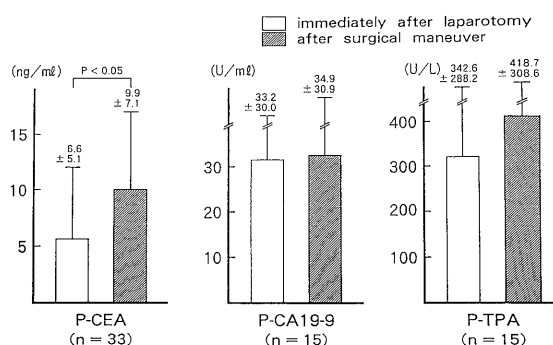 immediately after laparotomy
after surgical maneuver
(ng/mℓ)
P < 0.05
9.9
± 7.1
6.6
± 5.1
15
10
5
P-CEA
(n = 33)
(U/mℓ)
33.2
± 30.0
34.9
± 30.9
30
20
10
P-CA19-9
(n = 15)
(U/L)
342.6
± 288.2
418.7
± 308.6
400
300
200
100
P-TPA
(n = 15)